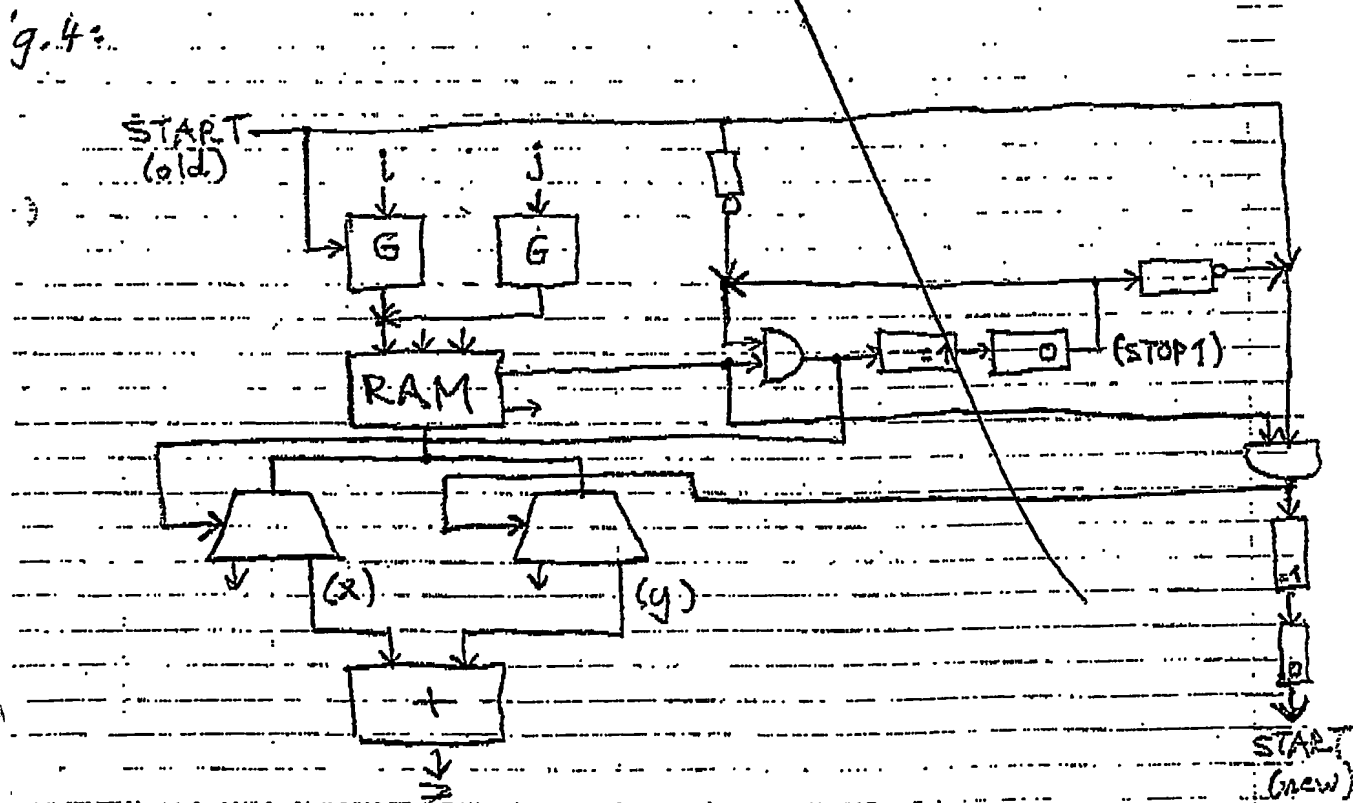 g.4:
START
(old)
i
j
G
G
RAM
=1
0
(STOP1)
(x)
(y)
=1
0
+
START
(new)